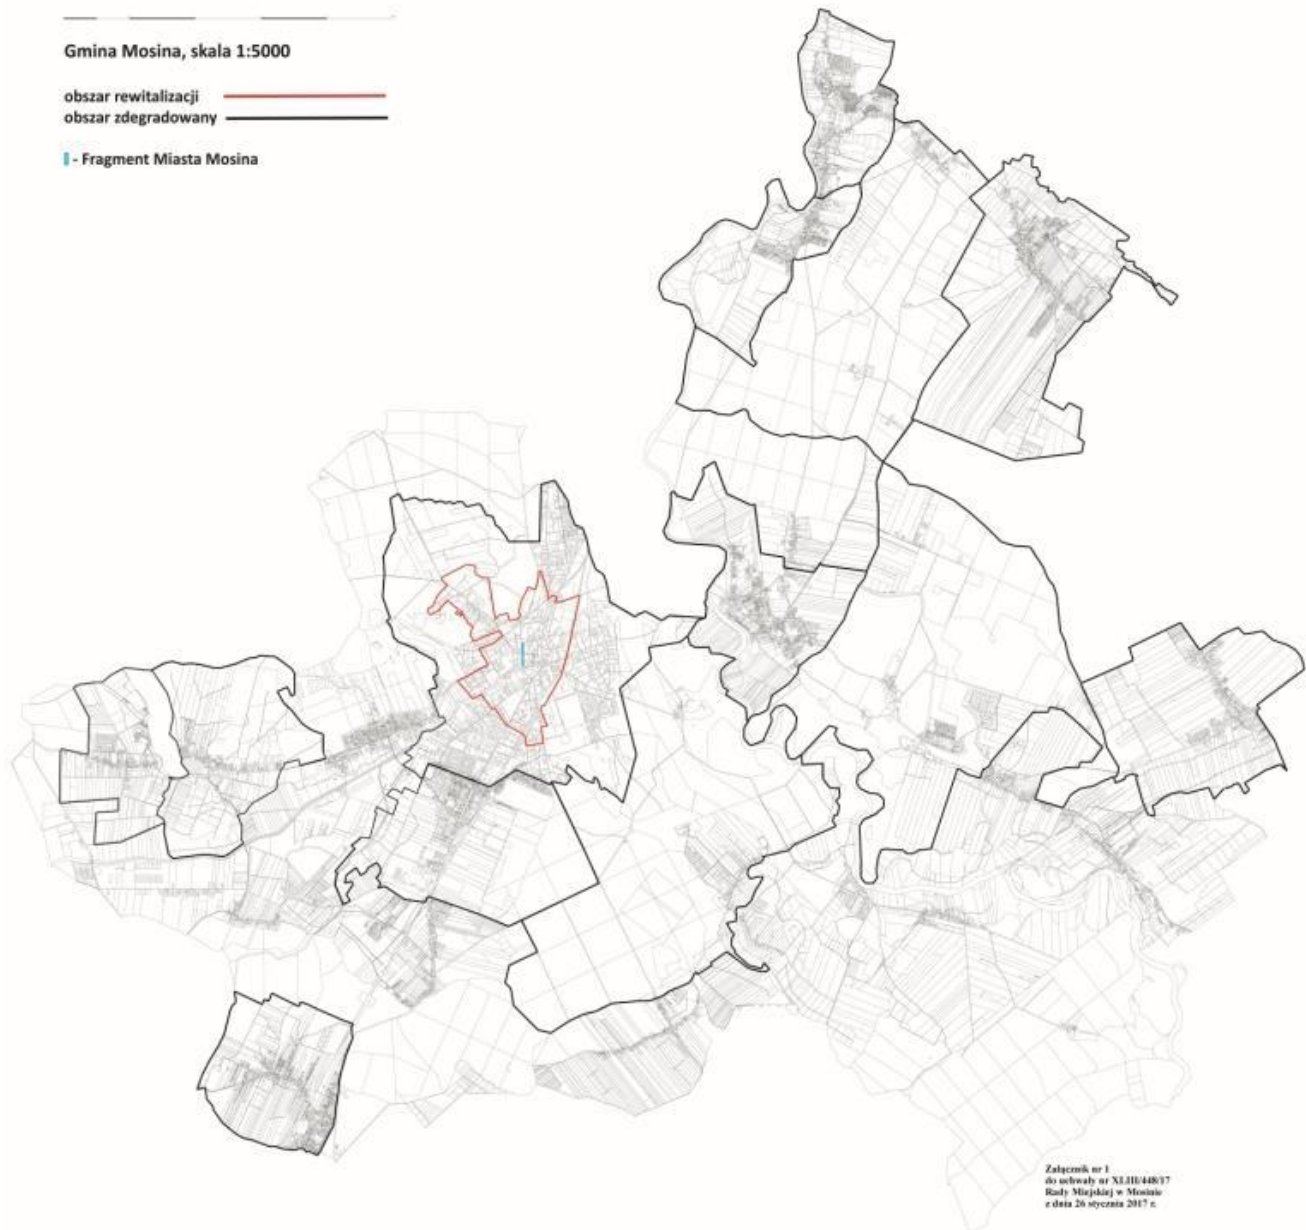 Gmina Mosina, skala 1:5000
obszar rewitalizacji
obszar zdegradowany
- Fragment Miasta Mosina
Załącznik nr 1
do uchwały nr XLIII/448/17
Rady Miejskiej w Mosinie
z dnia 26 stycznia 2017 r.